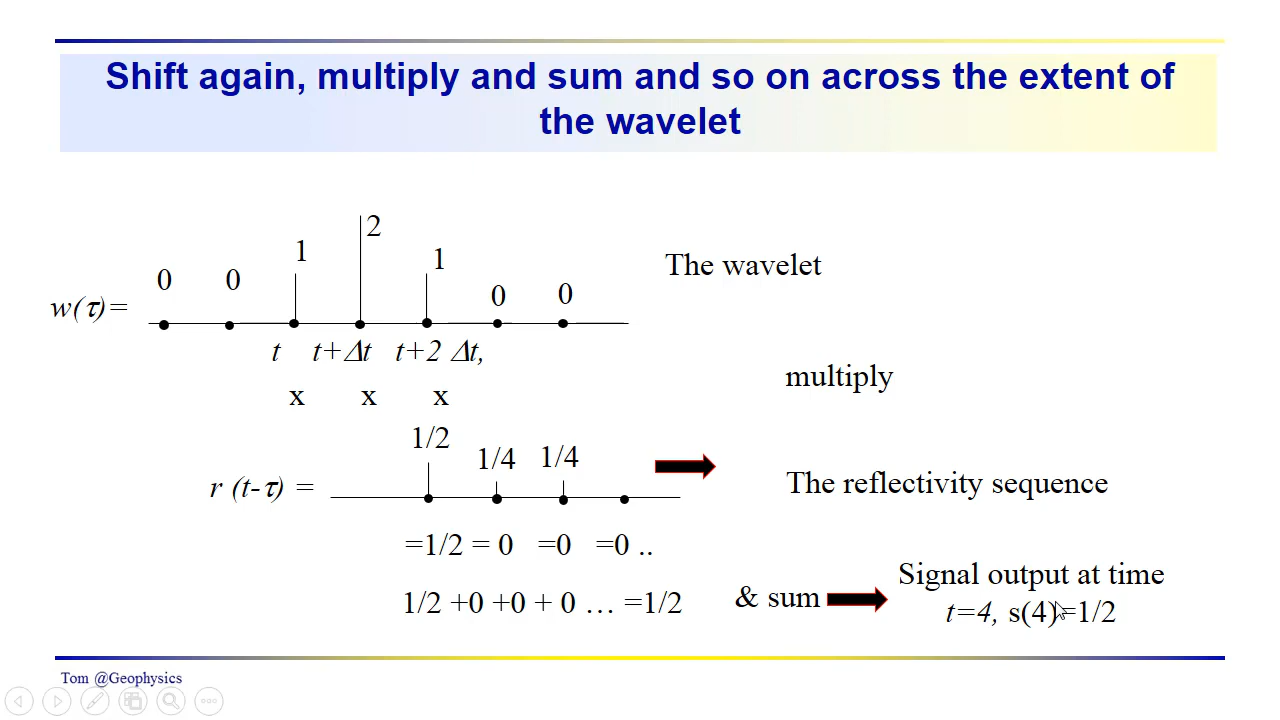 Shift again, multiply and sum and so on across the extent of
the wavelet
2
1
1
0 0
0 0
The wavelet
w(τ)=
t t+Δt t+2 Δt,
x x x
multiply
1/2
1/4 1/4
r (t-τ) =
The reflectivity sequence
=1/2 = 0 =0 =0 ..
Signal output at time
1/2 +0 +0 + 0 … =1/2 & sum
t=4, s(4)=1/2
Tom @Geophysics